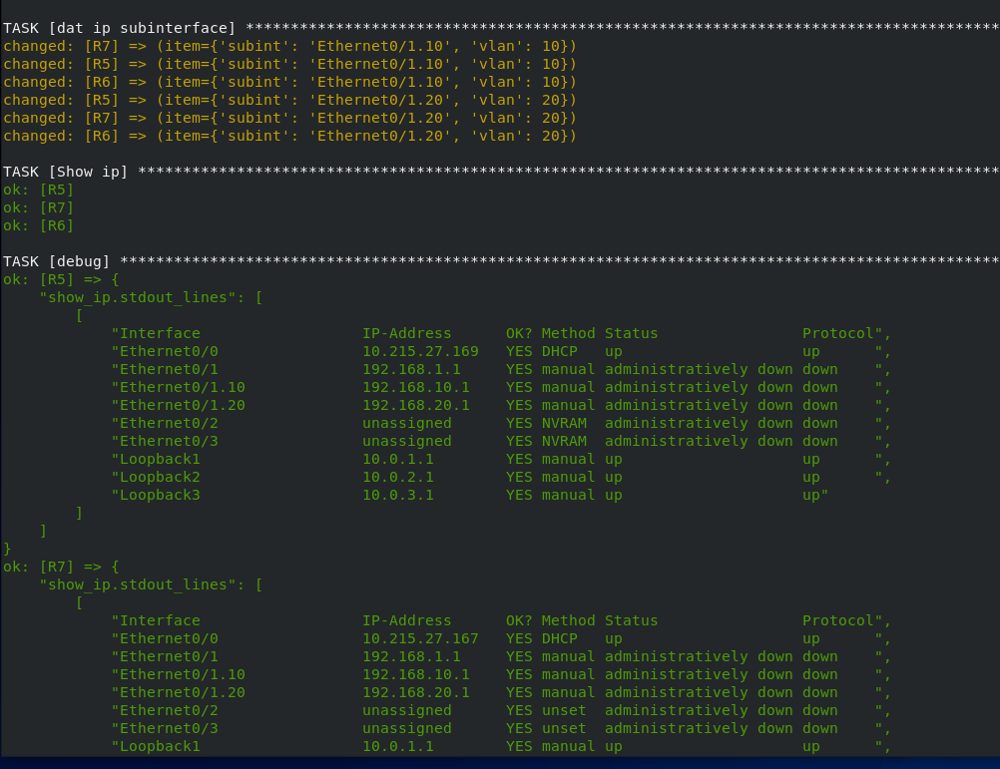 TASK [dat ip subinterface] ************************************************************************************
changed: [R7] => (item={'subint': 'Ethernet0/1.10', 'vlan': 10})
changed: [R5] => (item={'subint': 'Ethernet0/1.10', 'vlan': 10})
changed: [R6] => (item={'subint': 'Ethernet0/1.10', 'vlan': 10})
changed: [R5] => (item={'subint': 'Ethernet0/1.20', 'vlan': 20})
changed: [R7] => (item={'subint': 'Ethernet0/1.20', 'vlan': 20})
changed: [R6] => (item={'subint': 'Ethernet0/1.20', 'vlan': 20})
TASK [Show ip] ************************************************************************************************
ok: [R5]
ok: [R7]
ok: [R6]
TASK [debug] **************************************************************************************************
ok: [R5] => {
    "show_ip.stdout_lines": [
        [
            "Interface                  IP-Address      OK? Method Status                Protocol",
            "Ethernet0/0                10.215.27.169   YES DHCP   up                    up      ",
            "Ethernet0/1                192.168.1.1     YES manual administratively down down    ",
            "Ethernet0/1.10             192.168.10.1    YES manual administratively down down    ",
            "Ethernet0/1.20             192.168.20.1    YES manual administratively down down    ",
            "Ethernet0/2                unassigned      YES NVRAM  administratively down down    ",
            "Ethernet0/3                unassigned      YES NVRAM  administratively down down    ",
            "Loopback1                  10.0.1.1        YES manual up                    up      ",
            "Loopback2                  10.0.2.1        YES manual up                    up      ",
            "Loopback3                  10.0.3.1        YES manual up                    up"
        ]
    ]
}
ok: [R7] => {
    "show_ip.stdout_lines": [
        [
            "Interface                  IP-Address      OK? Method Status                Protocol",
            "Ethernet0/0                10.215.27.167   YES DHCP   up                    up      ",
            "Ethernet0/1                192.168.1.1     YES manual administratively down down    ",
            "Ethernet0/1.10             192.168.10.1    YES manual administratively down down    ",
            "Ethernet0/1.20             192.168.20.1    YES manual administratively down down    ",
            "Ethernet0/2                unassigned      YES unset  administratively down down    ",
            "Ethernet0/3                unassigned      YES unset  administratively down down    ",
            "Loopback1                  10.0.1.1        YES manual up                    up      ",